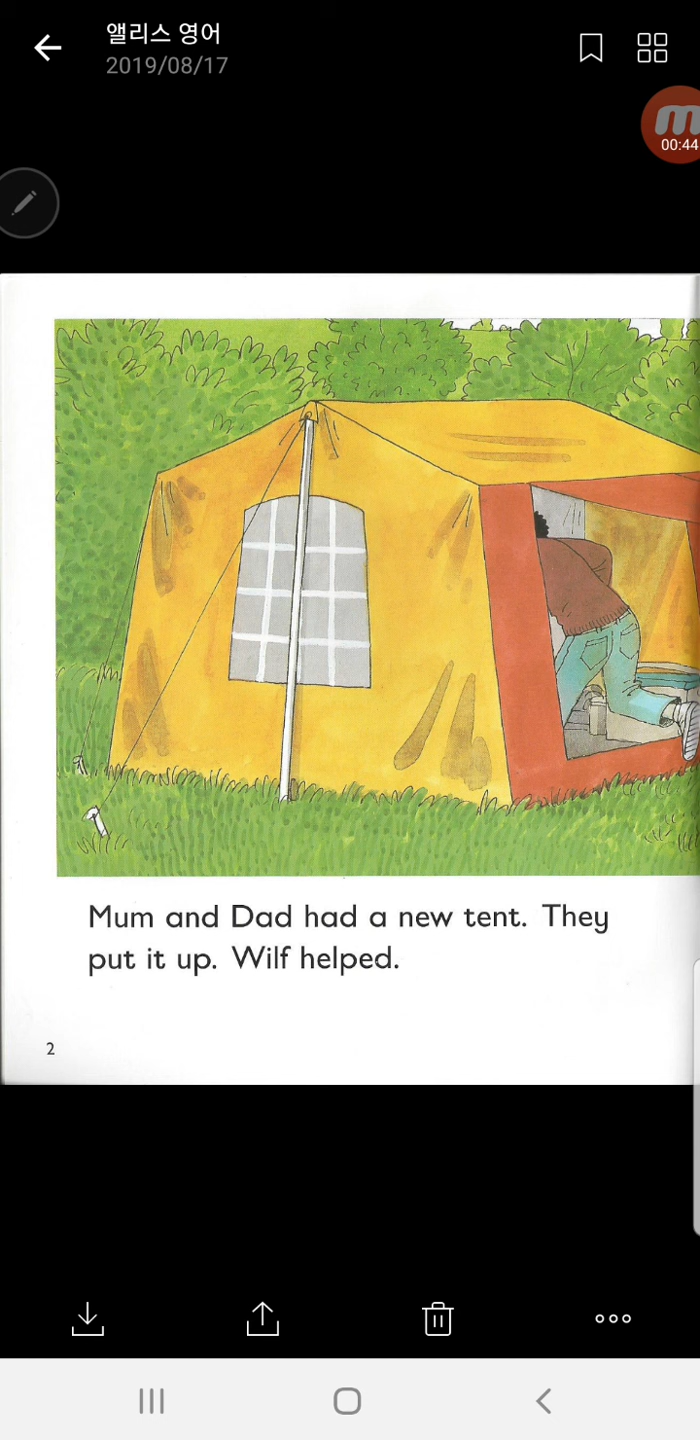 앨리스 영어
2019/08/17
00:44
Mum and Dad had a new tent. They
put it up. Wilf helped.
2